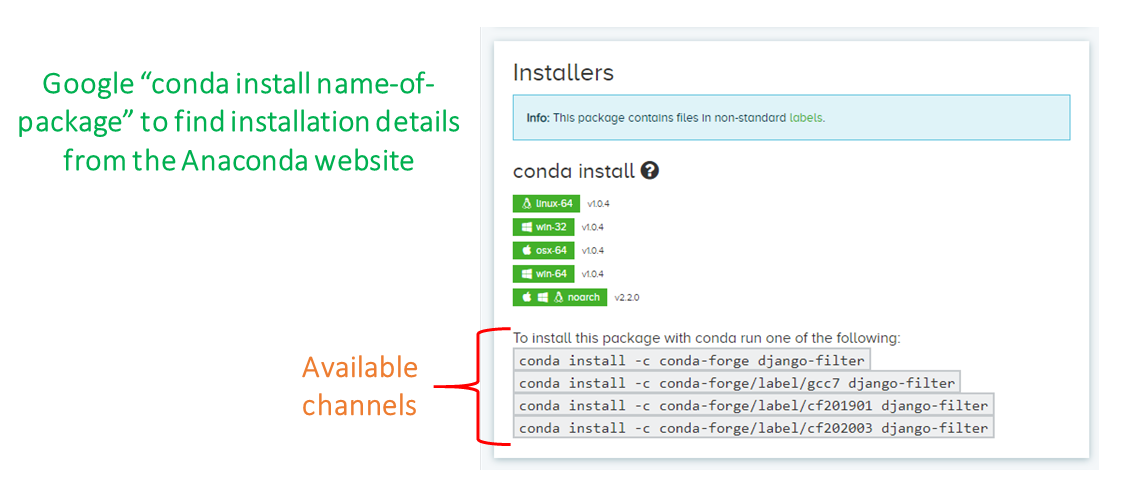 Google “conda install name-of-
package” to find installation details
from the Anaconda website
Installers
Info: This package contains files in non-standard labels.
conda install ?
linux-64 v1.0.4
win-32 v1.0.4
osx-64 v1.0.4
win-64 v1.0.4
noarch v2.2.0
Available
channels
To install this package with conda run one of the following:
conda install -c conda-forge django-filter
conda install -c conda-forge/label/gcc7 django-filter
conda install -c conda-forge/label/cf201901 django-filter
conda install -c conda-forge/label/cf202003 django-filter